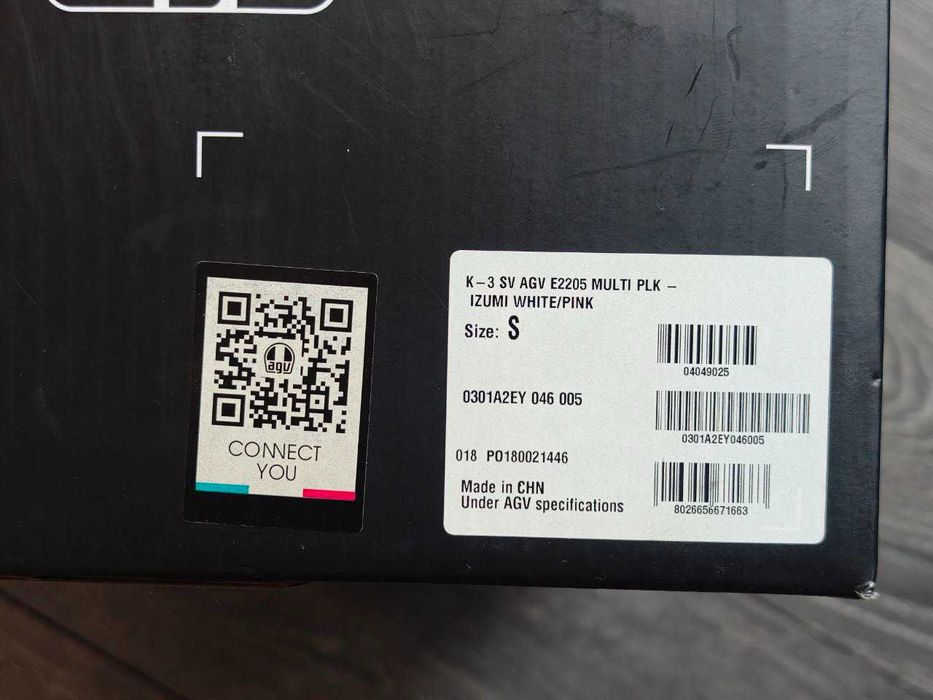 agv
CONNECT
YOU
K-3 SV AGV E2205 MULTI PLK -
IZUMI WHITE/PINK
Size: S
04049025
0301A2EY 046 005
0301A2EY046005
018 PO180021446
Made in CHN
Under AGV specifications
8026656671663